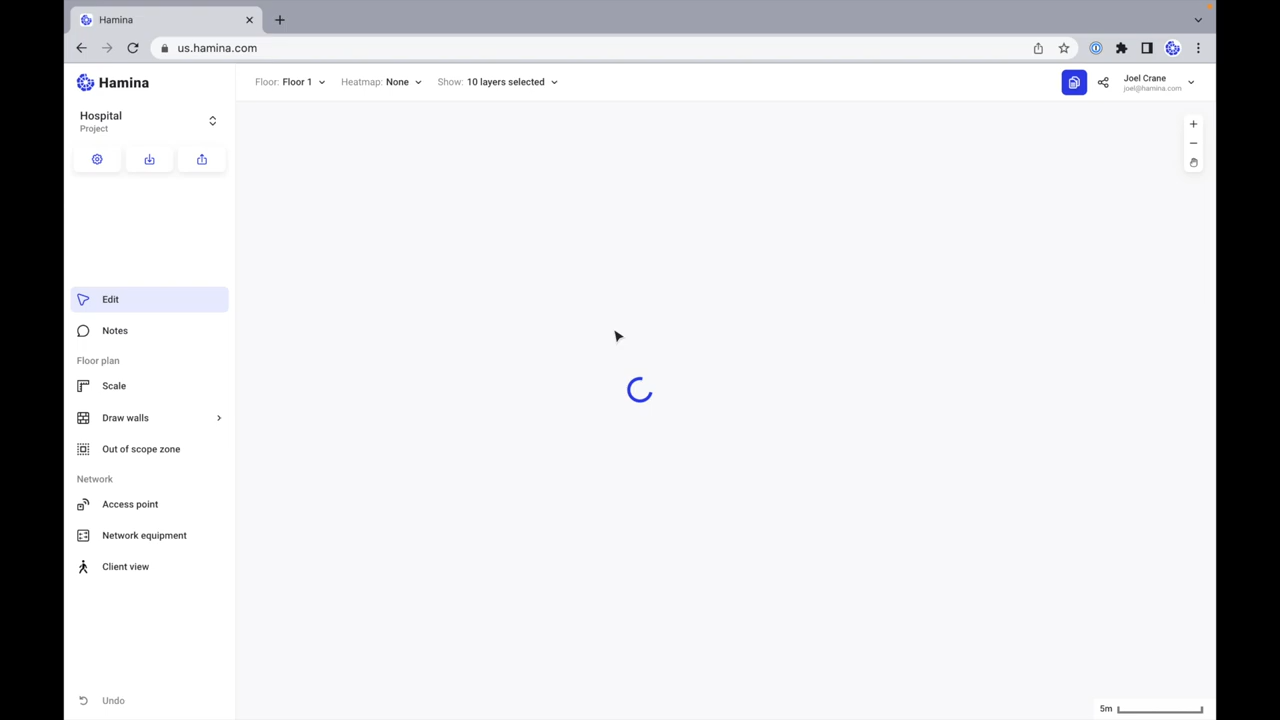 Hamina
us.hamina.com
Hamina
Floor: Floor 1
Heatmap: None
Show: 10 layers selected
Joel Crane
joel@hamina.com
Hospital
Project
Edit
Notes
Floor plan
Scale
Draw walls
Out of scope zone
Network
Access point
Network equipment
Client view
Undo
5m